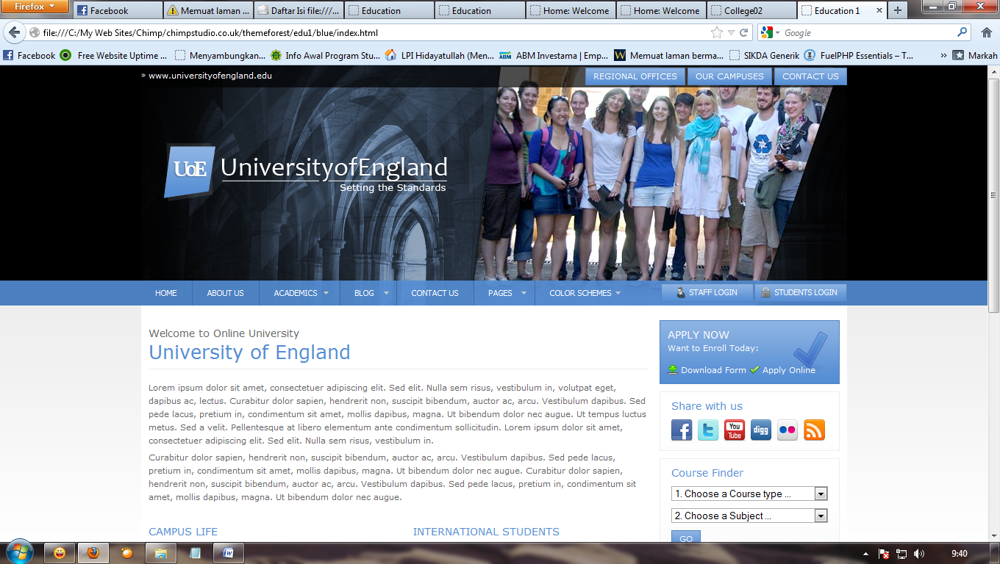 Firefox
Facebook
Memuat laman ...
Daftar Isi file:///...
Education
Education
Home: Welcome
Home: Welcome
College02
Education 1
file:///C:/My Web Sites/Chimp/chimpstudio.co.uk/themeforest/edu1/blue/index.html
Google
Facebook
Free Website Uptime ...
Menyambungkan...
Info Awal Program Stu...
LPI Hidayatullah (Men...
ABM Investama | Emp...
Memuat laman berma...
SIKDA Generik
FuelPHP Essentials – T...
» Markah
» www.universityofengland.edu
REGIONAL OFFICES
OUR CAMPUSES
CONTACT US
UoE
UniversityofEngland
Setting the Standards
HOME
ABOUT US
ACADEMICS
BLOG
CONTACT US
PAGES
COLOR SCHEMES
STAFF LOGIN
STUDENTS LOGIN
Welcome to Online University
University of England
Lorem ipsum dolor sit amet, consectetuer adipiscing elit. Sed elit. Nulla sem risus, vestibulum in, volutpat eget,
dapibus ac, lectus. Curabitur dolor sapien, hendrerit non, suscipit bibendum, auctor ac, arcu. Vestibulum dapibus. Sed
pede lacus, pretium in, condimentum sit amet, mollis dapibus, magna. Ut bibendum dolor nec augue. Ut tempus luctus
metus. Sed a velit. Pellentesque at libero elementum ante condimentum sollicitudin. Lorem ipsum dolor sit amet,
consectetuer adipiscing elit. Sed elit. Nulla sem risus, vestibulum in.
Curabitur dolor sapien, hendrerit non, suscipit bibendum, auctor ac, arcu. Vestibulum dapibus. Sed pede lacus,
pretium in, condimentum sit amet, mollis dapibus, magna. Ut bibendum dolor nec augue. Curabitur dolor sapien,
hendrerit non, suscipit bibendum, auctor ac, arcu. Vestibulum dapibus. Sed pede lacus, pretium in, condimentum sit
amet, mollis dapibus, magna. Ut bibendum dolor nec augue.
CAMPUS LIFE
INTERNATIONAL STUDENTS
APPLY NOW
Want to Enroll Today:
Download Form
Apply Online
Share with us
You Tube
digg
Course Finder
1. Choose a Course type ...
2. Choose a Subject ...
GO
9:40